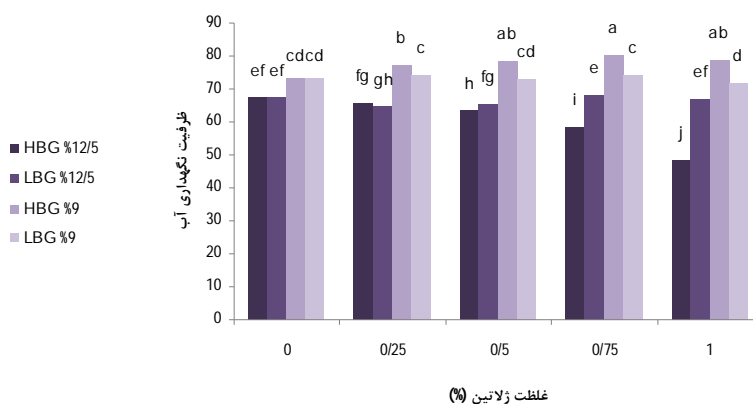 90
80
70
60
50
40
30
20
10
0
ظرفیت نگهداری آب
HBG %12/5
LBG %12/5
HBG %9
LBG %9
ef ef cd cd
fg gh b c
h fg ab cd
i e a c
j ef ab d
0 0/25 0/5 0/75 1
غلظت ژلاتین (%)